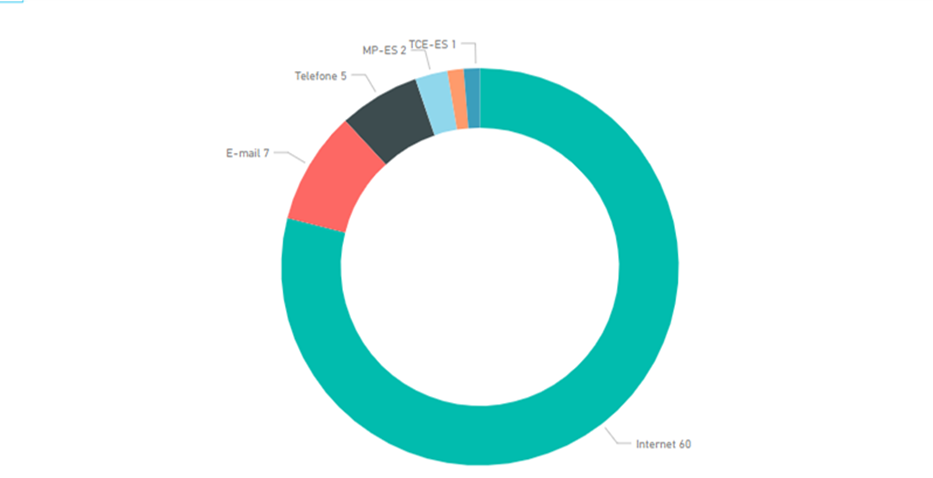 TCE-ES 1
MP-ES 2
Telefone 5
E-mail 7
Internet 60